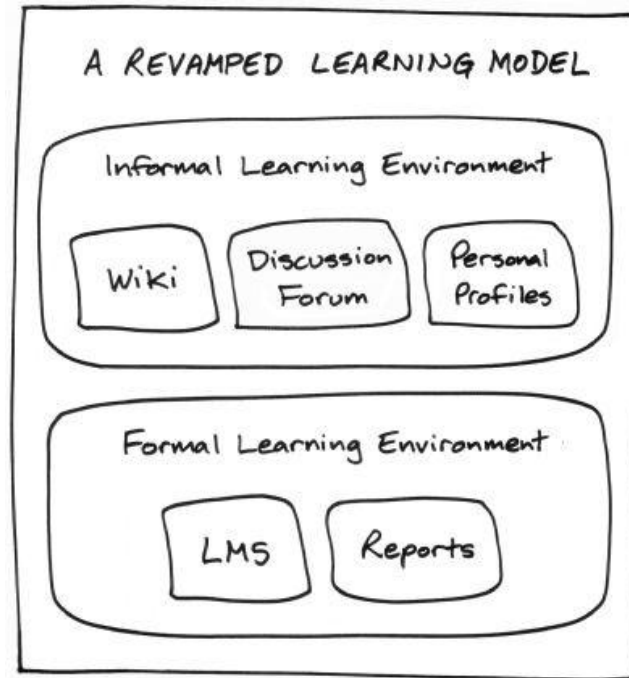 A REVAMPED LEARNING MODEL
Informal Learning Environment
Wiki
Discussion
Forum
Personal
Profiles
Formal Learning Environment
LMS
Reports